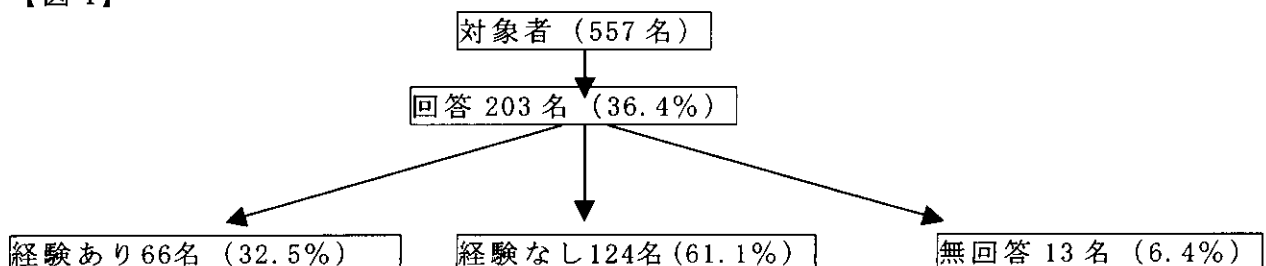 対象者（557名）
回答203名（36.4%）
経験あり66名（32.5%）
経験なし124名(61.1%)
無回答13名（6.4%）